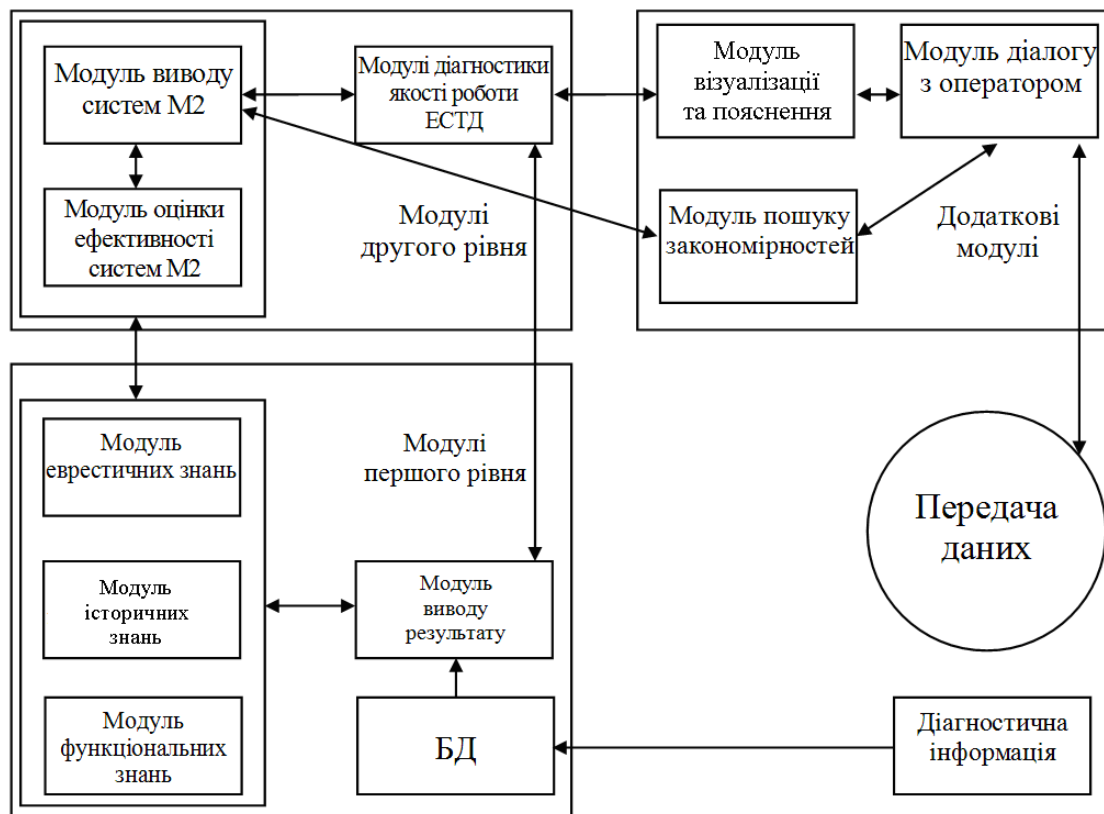 Модуль виводу
систем М2
Модулі діагностики
якості роботи
ЕСТД
Модуль
візуалізації
та пояснення
Модуль діалогу
з оператором
Модуль оцінки
ефективності
систем М2
Модулі
другого рівня
Модуль пошуку
закономірностей
Додаткові
модулі
Модуль
еврестичних знань
Модулі
першого рівня
Передача
даних
Модуль
історичних
знань
Модуль
виводу
результату
Модуль
функціональних
знань
БД
Діагностична
інформація